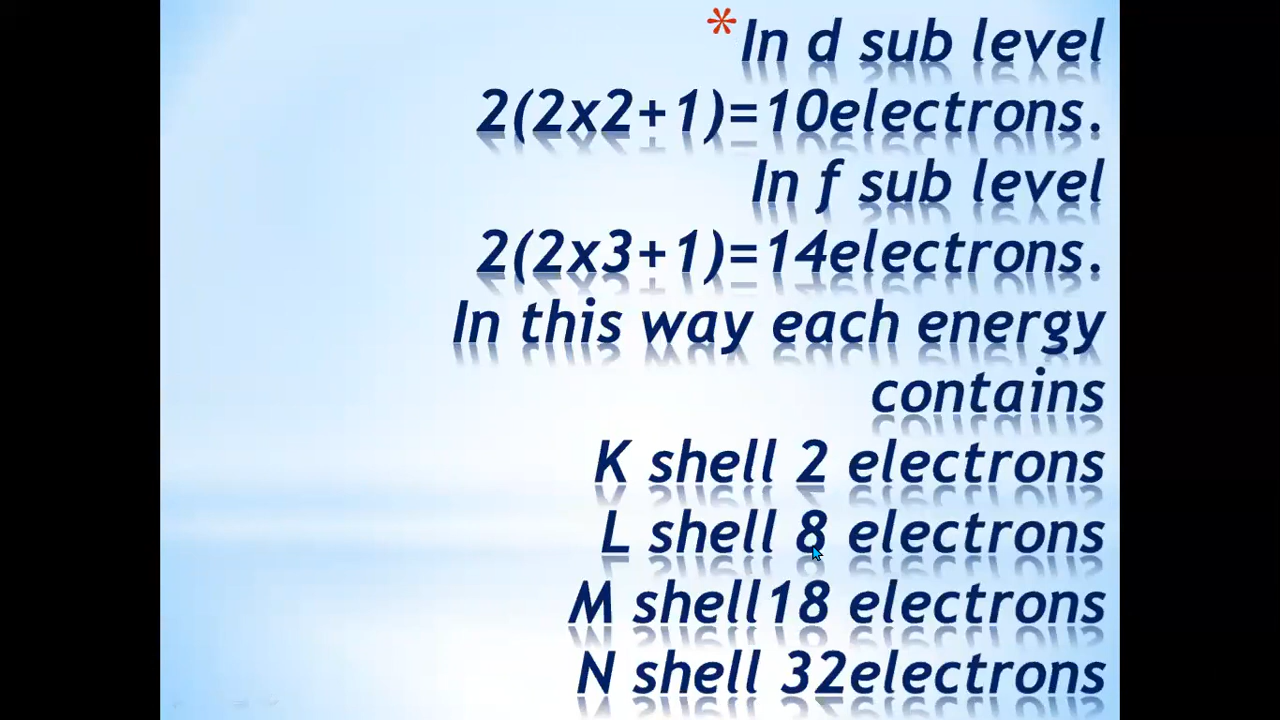 *In d sub level
2(2x2+1)=10electrons.
In f sub level
2(2x3+1)=14electrons.
In this way each energy
contains
K shell 2 electrons
L shell 8 electrons
M shell18 electrons
N shell 32electrons